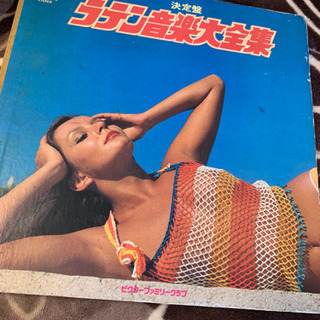 決定盤
ラテン音楽大全集
ビクターファミリークラブ